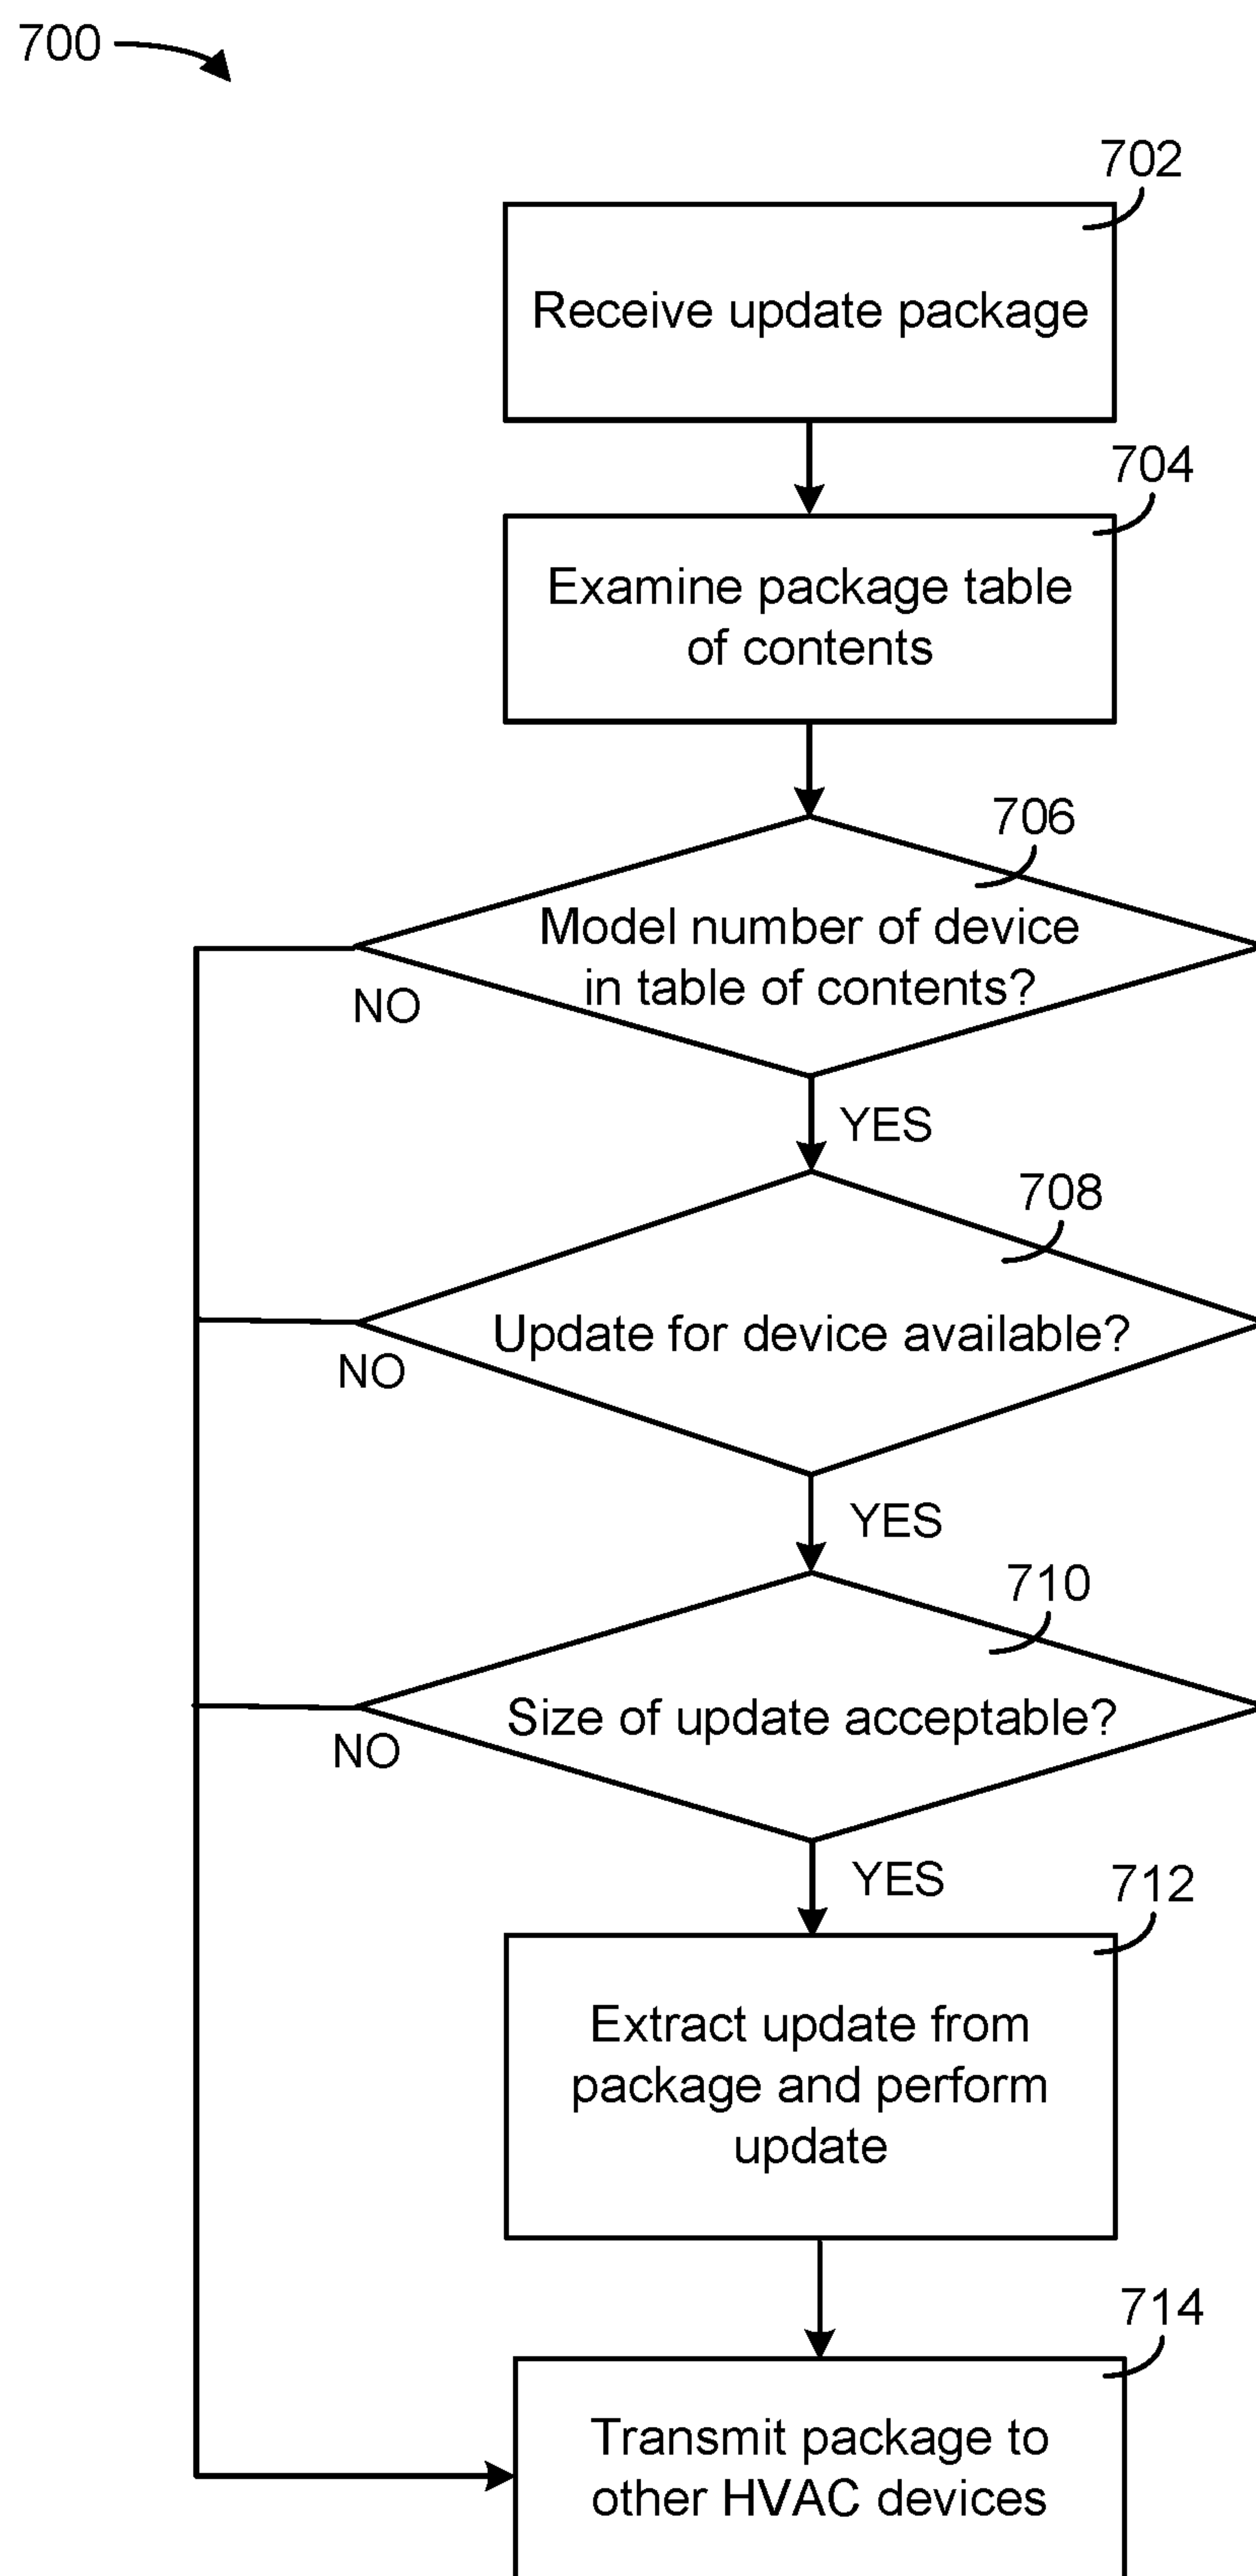 700
702
Receive update package
704
Examine package table
of contents
706
Model number of device
in table of contents?
NO
YES
708
Update for device available?
NO
YES
710
Size of update acceptable?
NO
YES
712
Extract update from
package and perform
update
714
Transmit package to
other HVAC devices